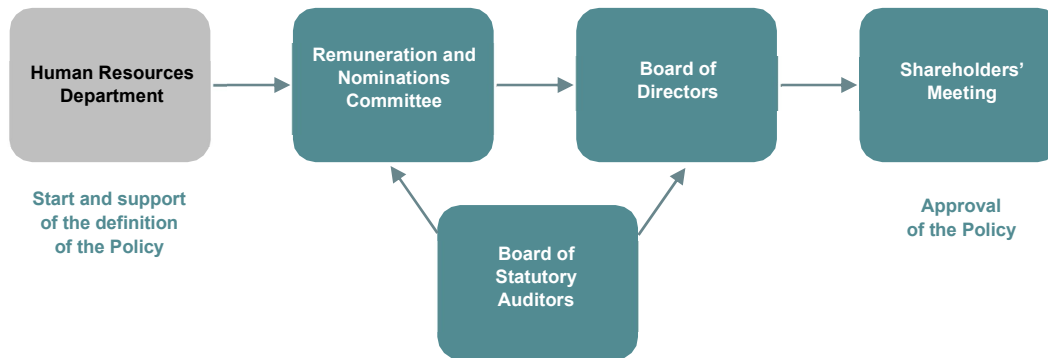 Human Resources
Department
Remuneration and
Nominations
Committee
Board of
Directors
Shareholders’
Meeting
Start and support
of the definition
of the Policy
Approval
of the Policy
Board of
Statutory
Auditors